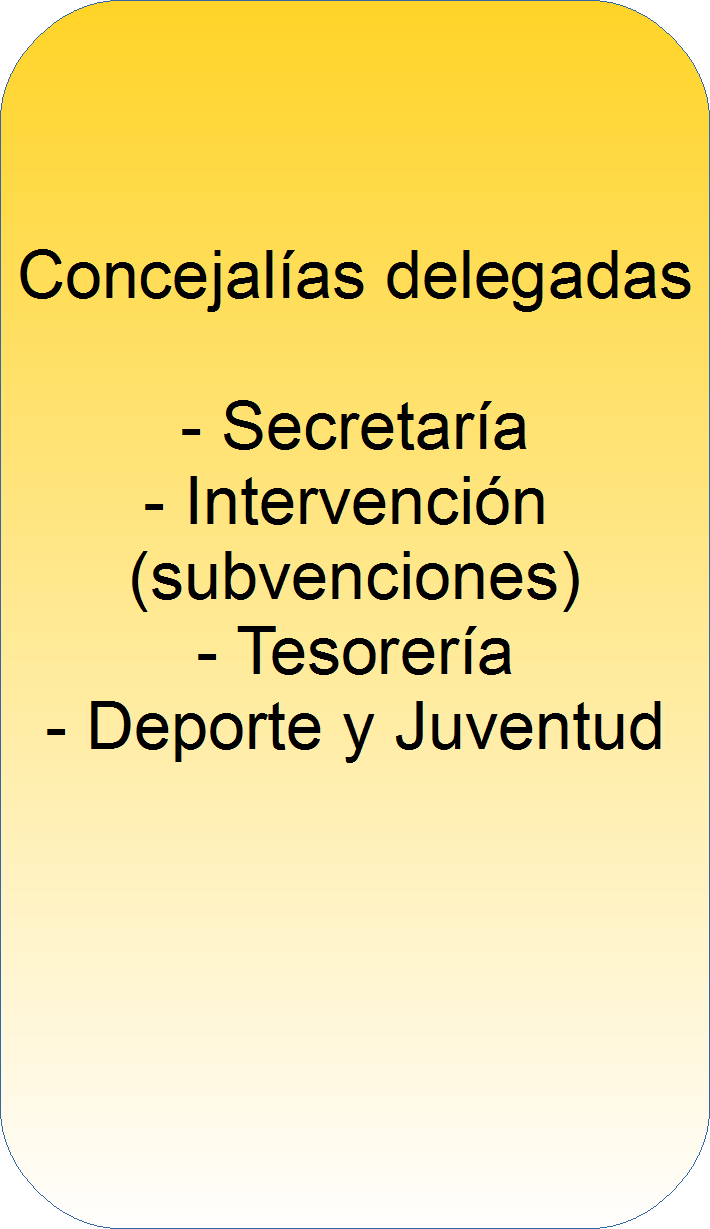 Concejalías delegadas
- Secretaría
- Intervención
(subvenciones)
- Tesorería
- Deporte y Juventud